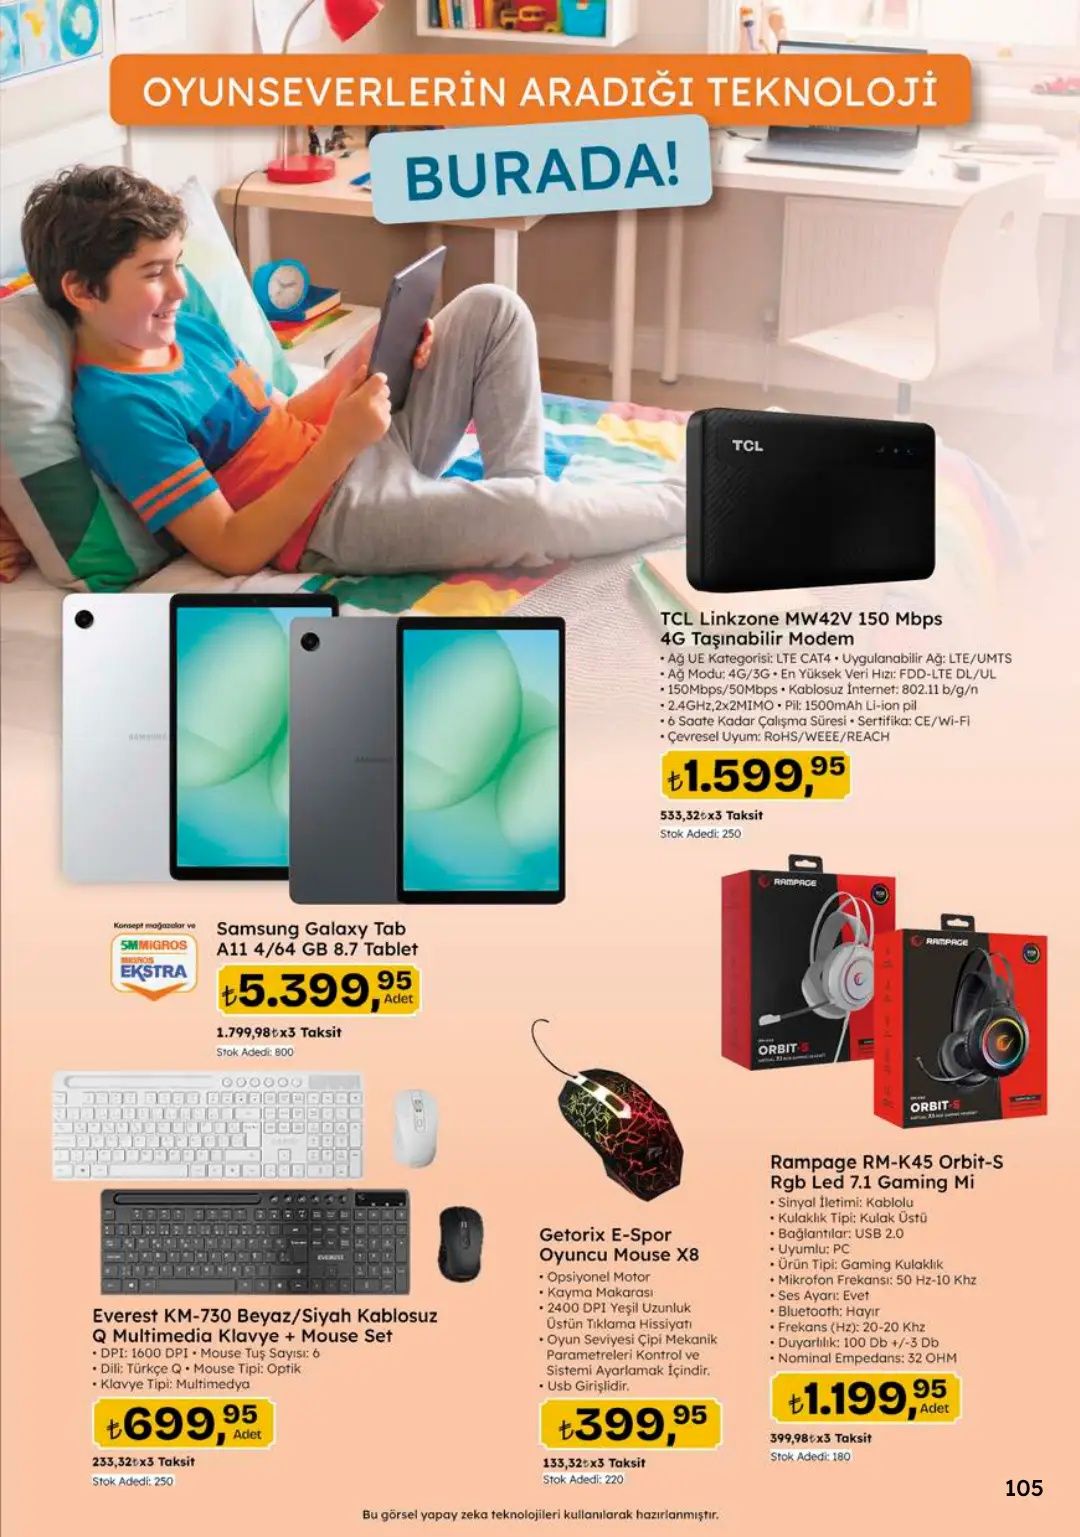 OYUNSEVERLERİN ARADIĞI TEKNOLOJİ
BURADA!
TCL
TCL Linkzone MW42V 150 Mbps
4G Taşınabilir Modem
• Ağ UE Kategorisi: LTE CAT4 • Uygulanabilir Ağ: LTE/UMTS
• Ağ Modu: 4G/3G • En Yüksek Veri Hızı: FDD-LTE DL/UL
• 150Mbps/50Mbps • Kablosuz İnternet: 802.11 b/g/n
• 2.4GHz,2x2MIMO • Pil: 1500mAh Li-ion pil
• 6 Saate Kadar Çalışma Süresi • Sertifika: CE/Wi-Fi
• Çevresel Uyum: RoHS/WEEE/REACH
₺1.599,95
533,32₺x3 Taksit
Stok Adedi: 250
SAMSUNG
Konsept mağazalar ve
5M MİGROS
MİGROS
EKSTRA
Samsung Galaxy Tab
A11 4/64 GB 8.7 Tablet
₺5.399,95
Adet
1.799,98₺x3 Taksit
Stok Adedi: 800
RAMPAGE
ORBIT-S
RAMPAGE
ORBIT-S
Rampage RM-K45 Orbit-S
Rgb Led 7.1 Gaming Mi
• Sinyal İletimi: Kablolu
• Kulaklık Tipi: Kulak Üstü
• Bağlantılar: USB 2.0
• Uyumlu: PC
• Ürün Tipi: Gaming Kulaklık
• Mikrofon Frekansı: 50 Hz-10 Khz
• Ses Ayarı: Evet
• Bluetooth: Hayır
• Frekans (Hz): 20-20 Khz
• Duyarlılık: 100 Db +/-3 Db
• Nominal Empedans: 32 OHM
₺1.199,95
Adet
399,98₺x3 Taksit
Stok Adedi: 180
Getorix E-Spor
Oyuncu Mouse X8
• Opsiyonel Motor
• Kayma Makarası
• 2400 DPI Yeşil Uzunluk
Üstün Tıklama Hissiyatı
• Oyun Seviyesi Çipi Mekanik
Parametreleri Kontrol ve
Sistemi Ayarlamak İçindir.
• Usb Girişlidir.
₺399,95
133,32₺x3 Taksit
Stok Adedi: 220
EVEREST
Everest KM-730 Beyaz/Siyah Kablosuz
Q Multimedia Klavye + Mouse Set
• DPI: 1600 DPI • Mouse Tuş Sayısı: 6
• Dili: Türkçe Q • Mouse Tipi: Optik
• Klavye Tipi: Multimedya
₺699,95
Adet
233,32₺x3 Taksit
Stok Adedi: 250
105
Bu görsel yapay zeka teknolojileri kullanılarak hazırlanmıştır.